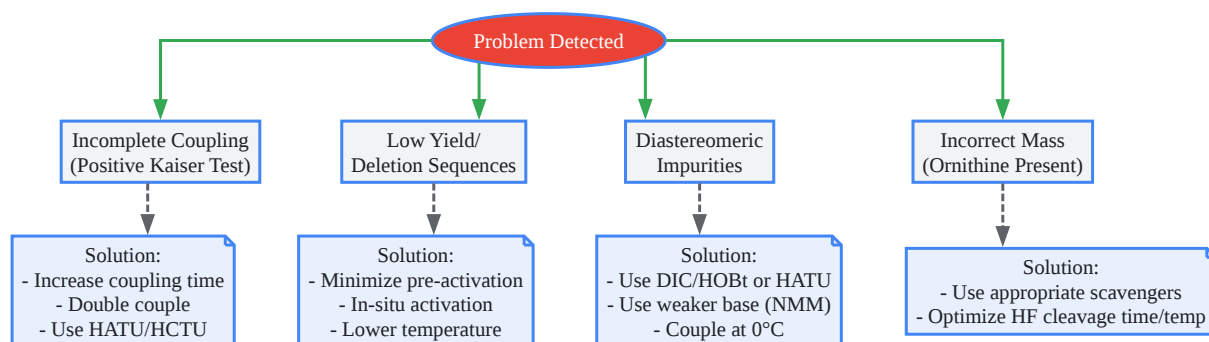 Problem Detected
Incomplete Coupling
(Positive Kaiser Test)
Low Yield/
Deletion Sequences
Diastereomeric
Impurities
Incorrect Mass
(Ornithine Present)
Solution:
- Increase coupling time
- Double couple
- Use HATU/HCTU
Solution:
- Minimize pre-activation
- In-situ activation
- Lower temperature
Solution:
- Use DIC/HOBt or HATU
- Use weaker base (NMM)
- Couple at 0°C
Solution:
- Use appropriate scavengers
- Optimize HF cleavage time/temp